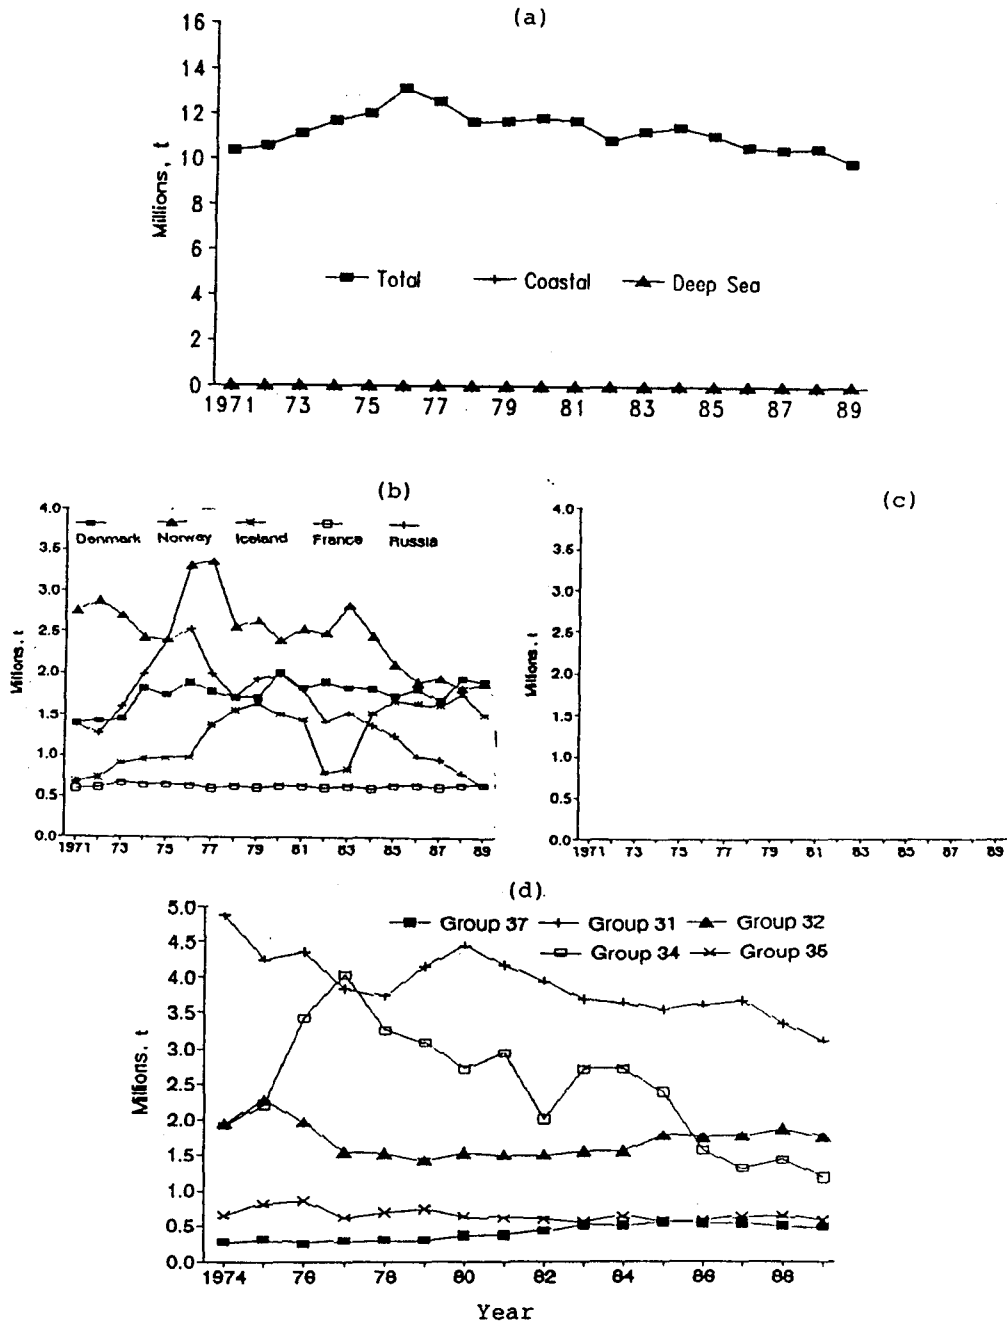 (a)
16
14
12
10
8
6
4
2
0
Millions, t
Total Coastal Deep Sea
1971 73 75 77 79 81 83 85 87 89
(b)
4.0
3.5
3.0
2.5
2.0
1.5
1.0
0.5
0.0
Millions, t
Denmark Norway Iceland France Russia
1971 73 75 77 79 81 83 85 87 89
(c)
4.0
3.5
3.0
2.5
2.0
1.5
1.0
0.5
0.0
Millions, t
1971 73 75 77 79 81 83 85 87 89
(d)
5.0
4.5
4.0
3.5
3.0
2.5
2.0
1.5
1.0
0.5
0.0
Millions, t
Group 37 Group 31 Group 32
Group 34 Group 35
1974 76 78 80 82 84 86 88
Year